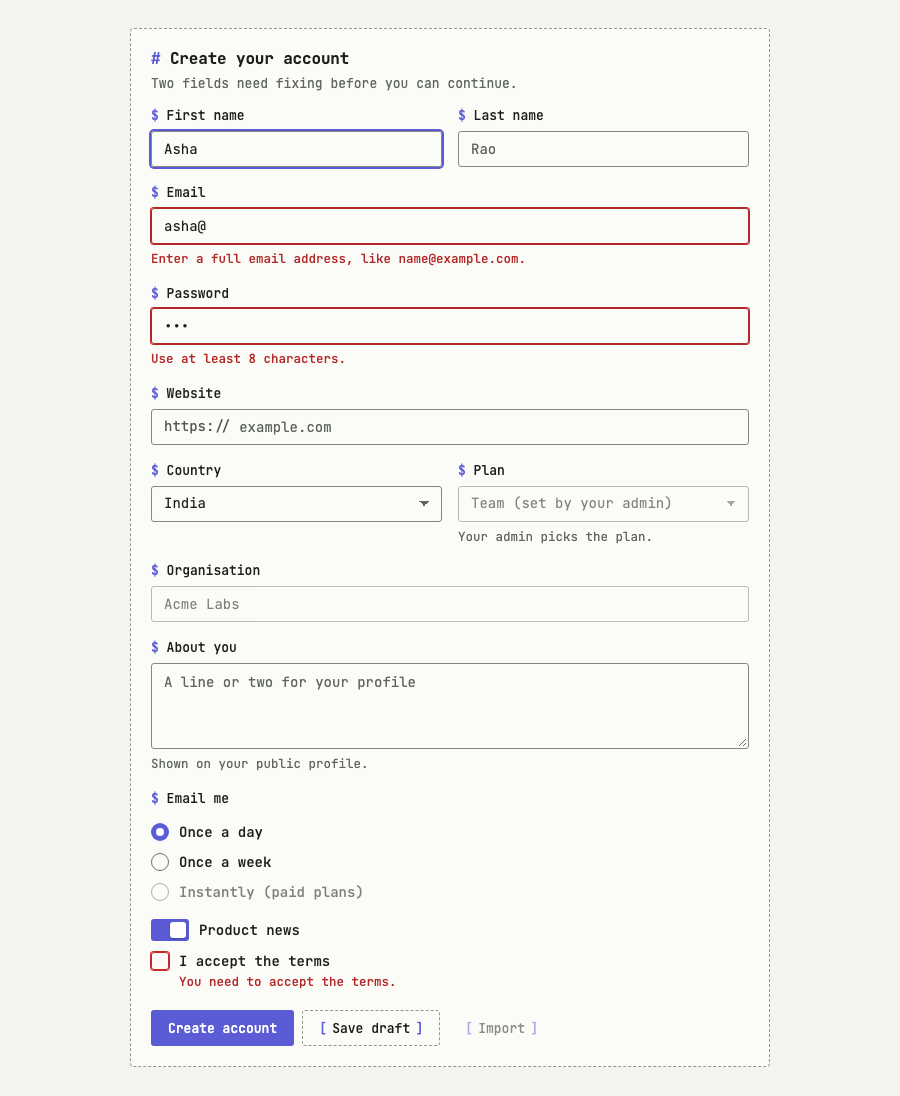 # Create your account
Two fields need fixing before you can continue.
$ First name
Asha
$ Last name
Rao
$ Email
asha@
Enter a full email address, like name@example.com.
$ Password
•••
Use at least 8 characters.
$ Website
https:// example.com
$ Country
India
$ Plan
Team (set by your admin)
Your admin picks the plan.
$ Organisation
Acme Labs
$ About you
A line or two for your profile
Shown on your public profile.
$ Email me
Once a day
Once a week
Instantly (paid plans)
Product news
I accept the terms
You need to accept the terms.
Create account
[ Save draft ]
[ Import ]